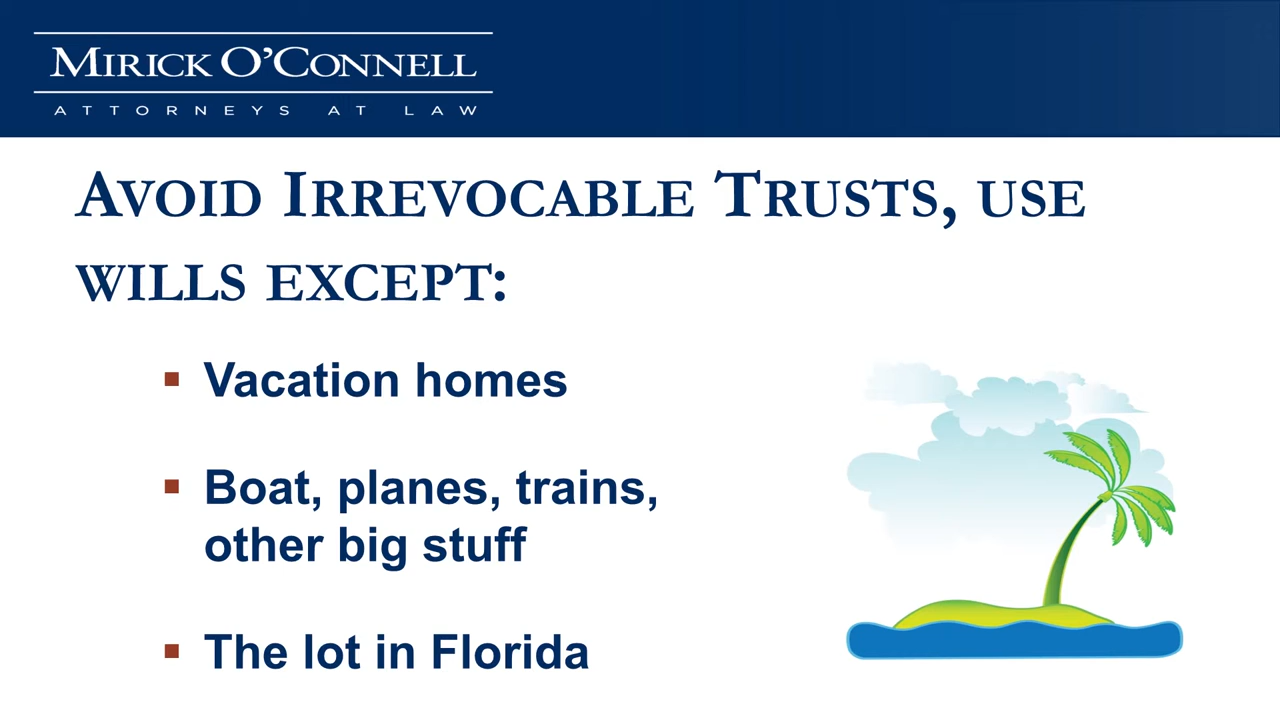 MIRICK O'CONNELL
ATTORNEYS AT LAW
AVOID IRREVOCABLE TRUSTS, USE
WILLS EXCEPT:
▪ Vacation homes
▪ Boat, planes, trains,
other big stuff
▪ The lot in Florida